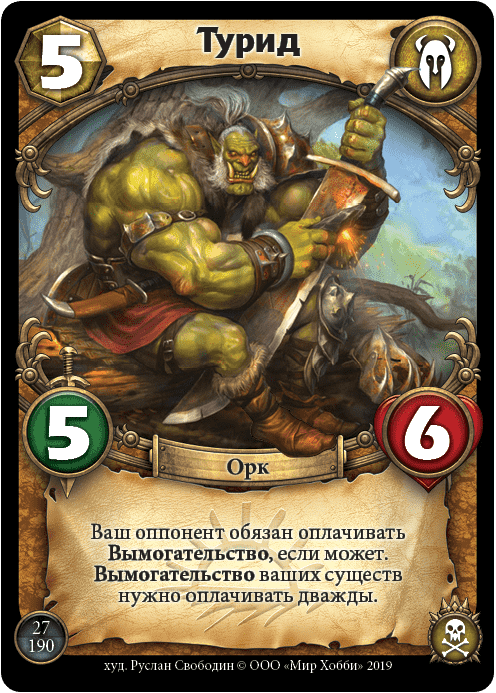 5
Турид
5
6
Орк
Ваш оппонент обязан оплачивать
Вымогательство, если может.
Вымогательство ваших существ
нужно оплачивать дважды.
27
190
худ. Руслан Свободин © ООО «Мир Хобби» 2019